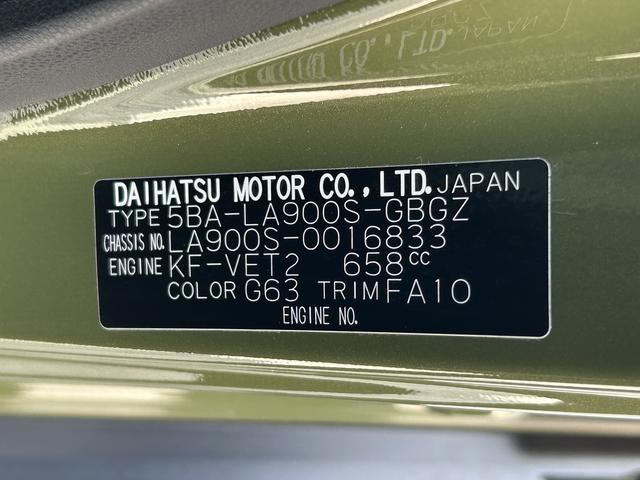 DAIHATSU MOTOR CO., LTD. JAPAN
TYPE 5BA-LA900S-GBGZ
CHASSIS NO. LA900S-0016833
ENGINE KF-VET2 658CC
COLOR G63 TRIM FA10
ENGINE NO.